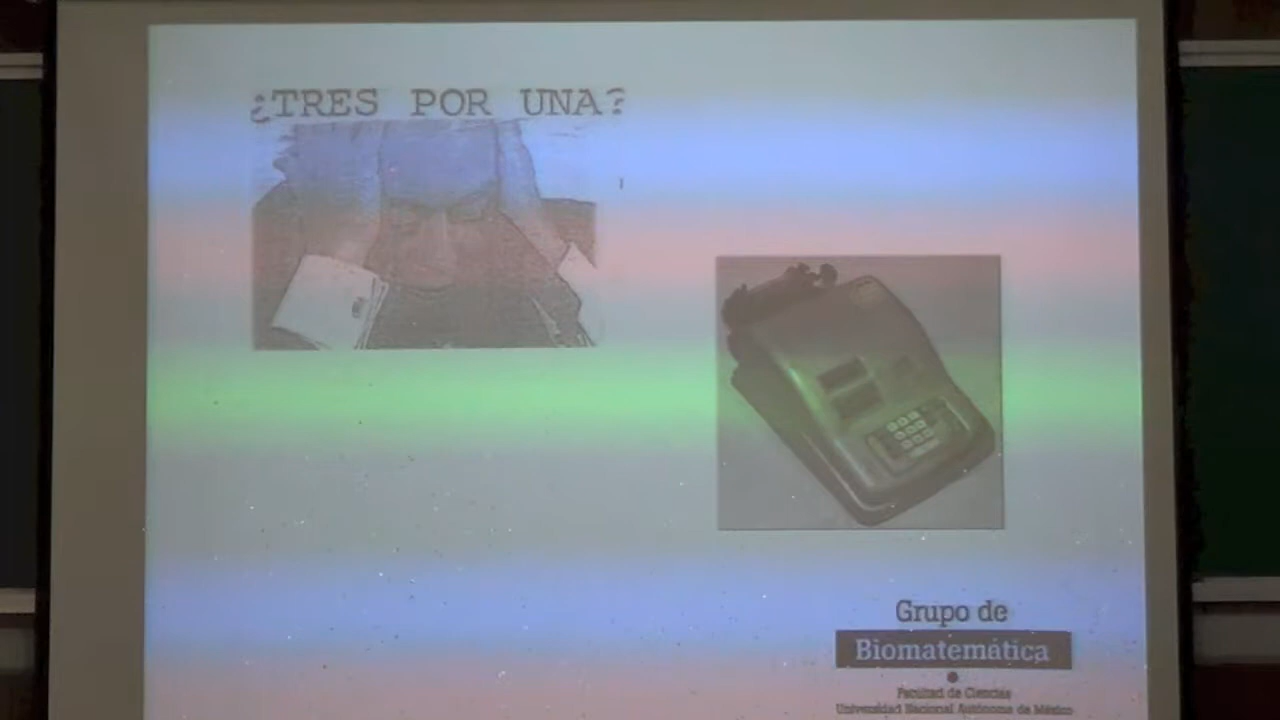 ¿TRES POR UNA?
Grupo de
Biomatemática
Facultad de Ciencias
Universidad Nacional Autónoma de México